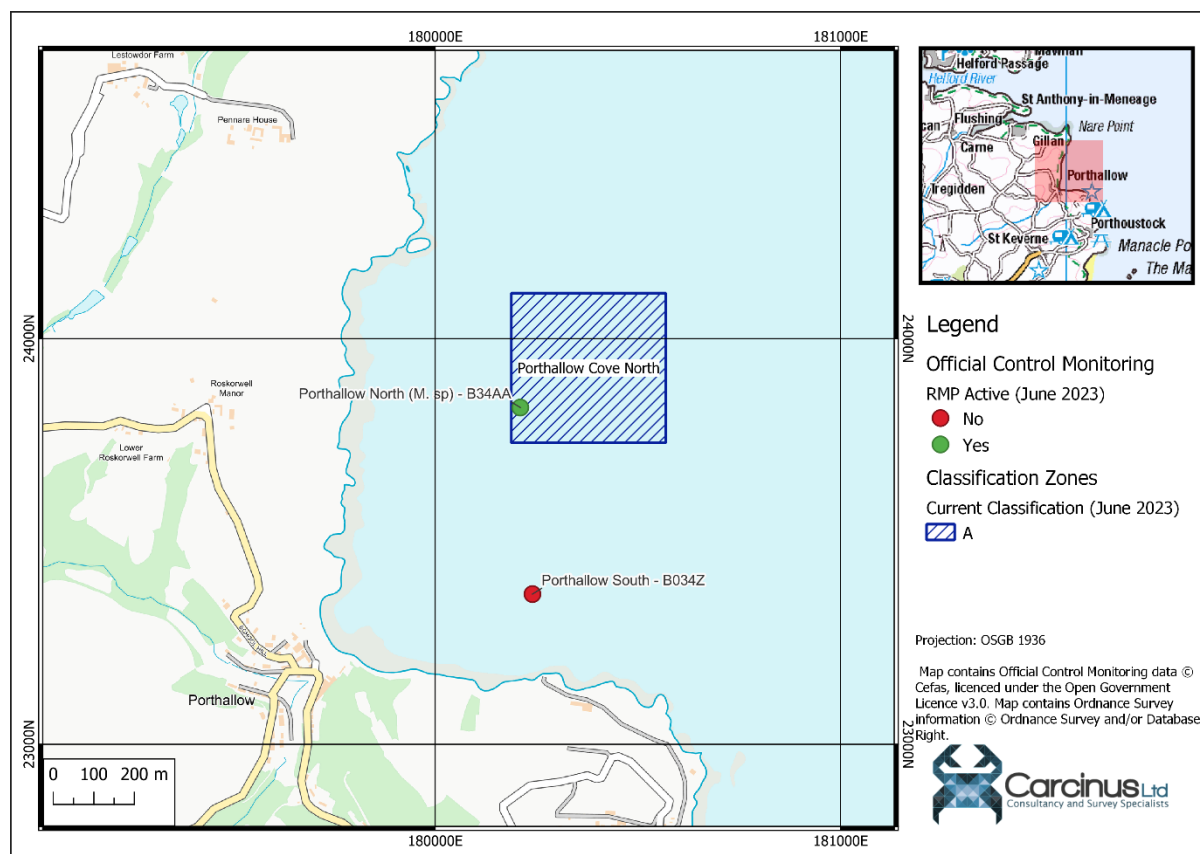 180000E
181000E
Lestowdor Farm
Pennare House
24000N
24000N
Porthallow Cove North
Porthallow North (M. sp) - B34AA
Roskorwell
Manor
Lower
Roskorwell Farm
Porthallow South - B034Z
Porthallow
23000N
23000N
0 100 200 m
180000E
181000E
Helford Passage
Helford River
St Anthony-in-Meneage
Flushing
Nare Point
Gillan
Carne
Porthallow
Tregidden
Porthoustock
St Keverne
Manacle Po
The Ma
Legend
Official Control Monitoring
RMP Active (June 2023)
No
Yes
Classification Zones
Current Classification (June 2023)
A
Projection: OSGB 1936
Map contains Official Control Monitoring data ©
Cefas, licenced under the Open Government
Licence v3.0. Map contains Ordnance Survey
information © Ordnance Survey and/or Database
Right.
Carcinus Ltd
Consultancy and Survey Specialists